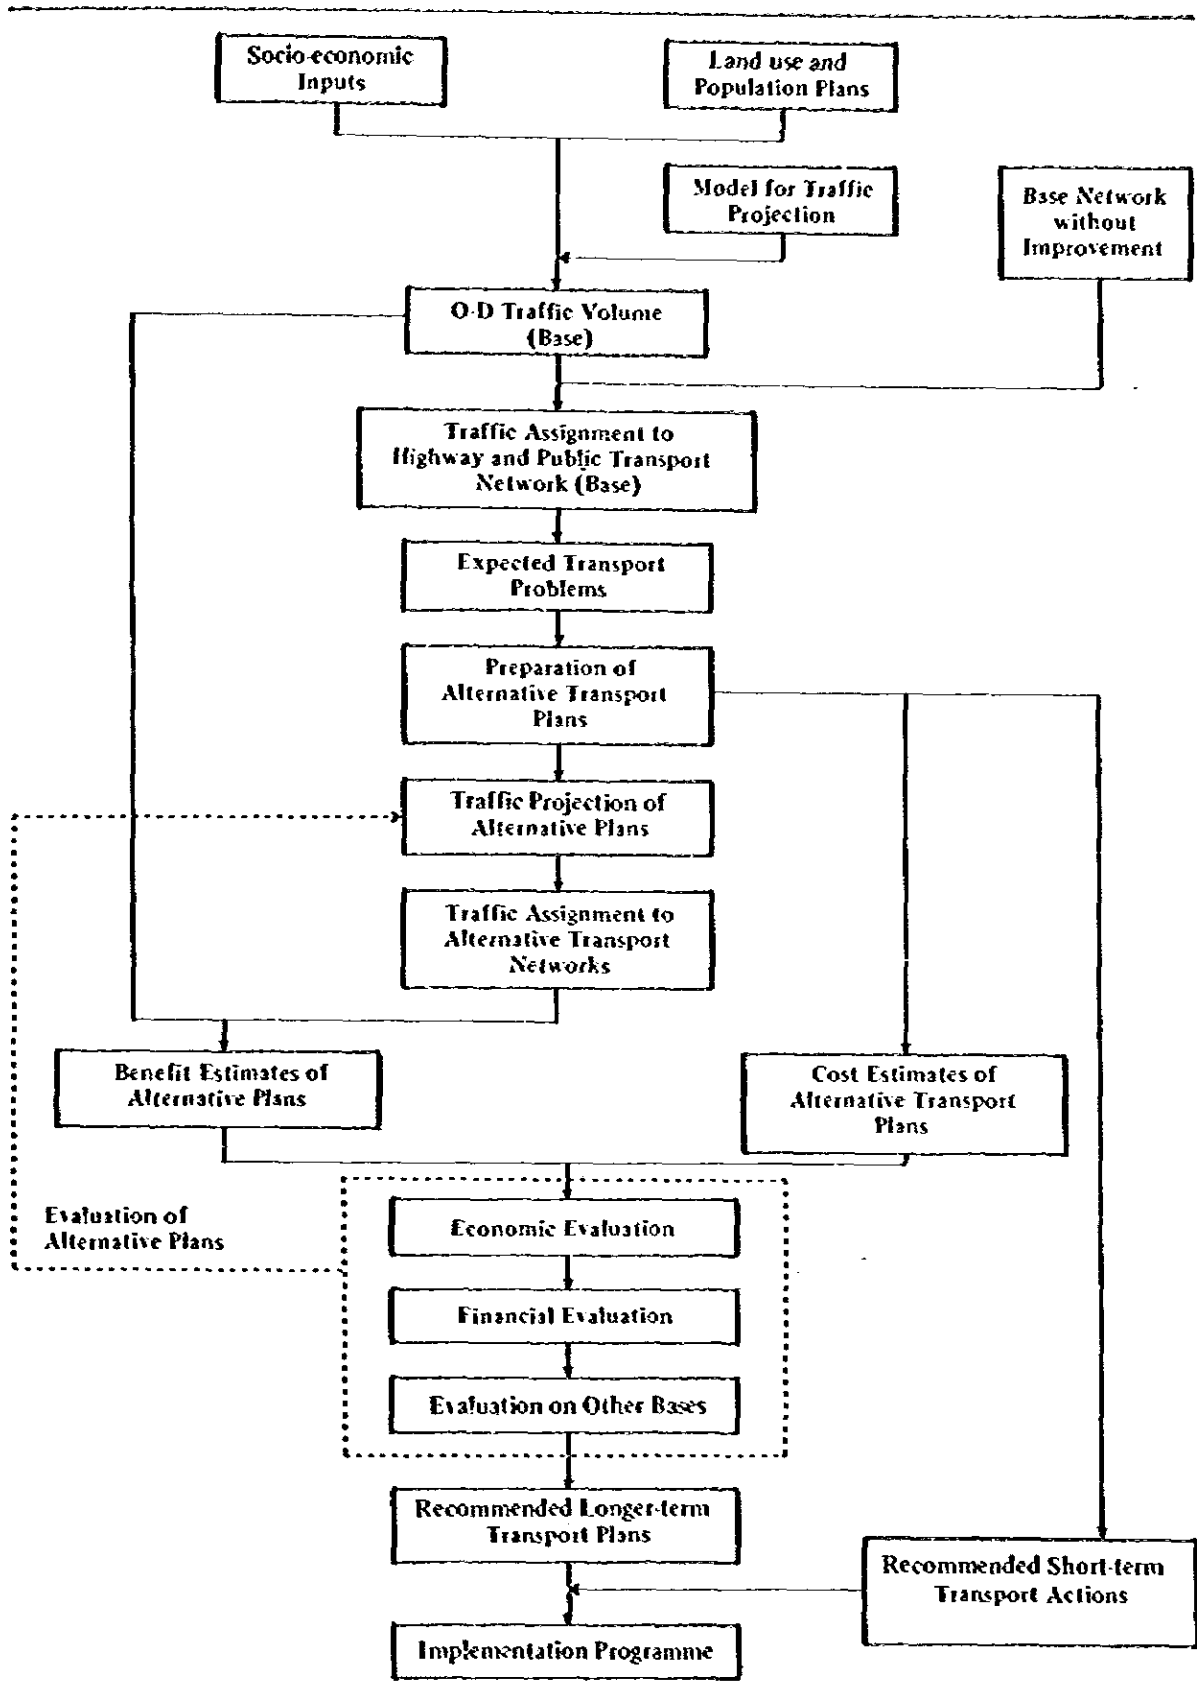 Socio-economic
Inputs
Land use and
Population Plans
Model for Traffic
Projection
Base Network
without
Improvement
O-D Traffic Volume
(Base)
Traffic Assignment to
Highway and Public Transport
Network (Base)
Expected Transport
Problems
Preparation of
Alternative Transport
Plans
Traffic Projection of
Alternative Plans
Traffic Assignment to
Alternative Transport
Networks
Benefit Estimates of
Alternative Plans
Cost Estimates of
Alternative Transport
Plans
Evaluation of
Alternative Plans
Economic Evaluation
Financial Evaluation
Evaluation on Other Bases
Recommended Longer-term
Transport Plans
Recommended Short-term
Transport Actions
Implementation Programme